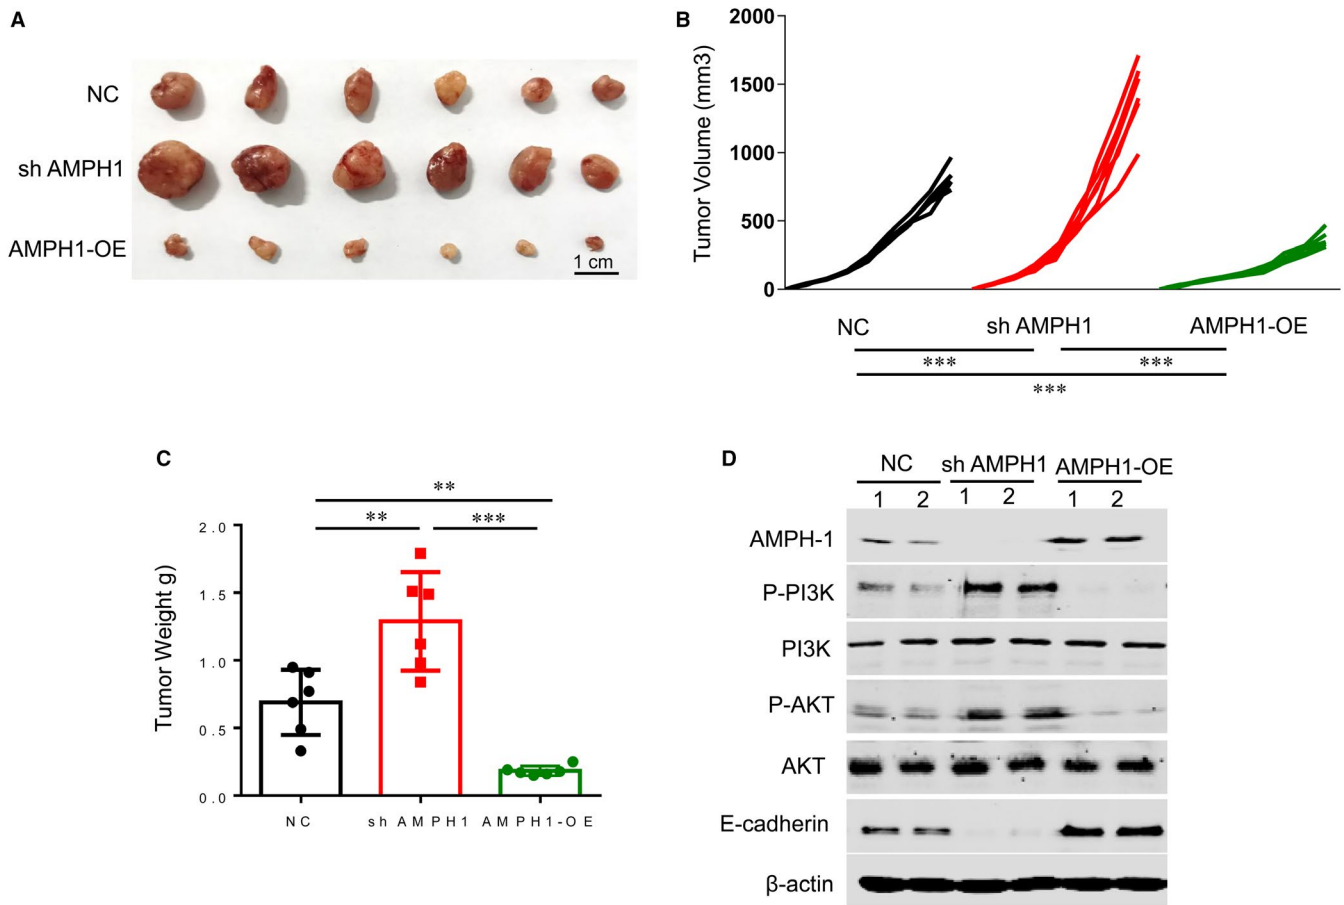 A
NC
sh AMPH1
AMPH1-OE
1 cm
B
Tumor Volume (mm3)
2000
1500
1000
500
0
NC sh AMPH1 AMPH1-OE
*** ***
***
C
Tumor Weight g)
**
** ***
2.0
1.5
1.0
0.5
0.0
NC sh AMPH1 AMPH1-OE
D
NC sh AMPH1 AMPH1-OE
1 2 1 2 1 2
AMPH-1
P-PI3K
PI3K
P-AKT
AKT
E-cadherin
β-actin